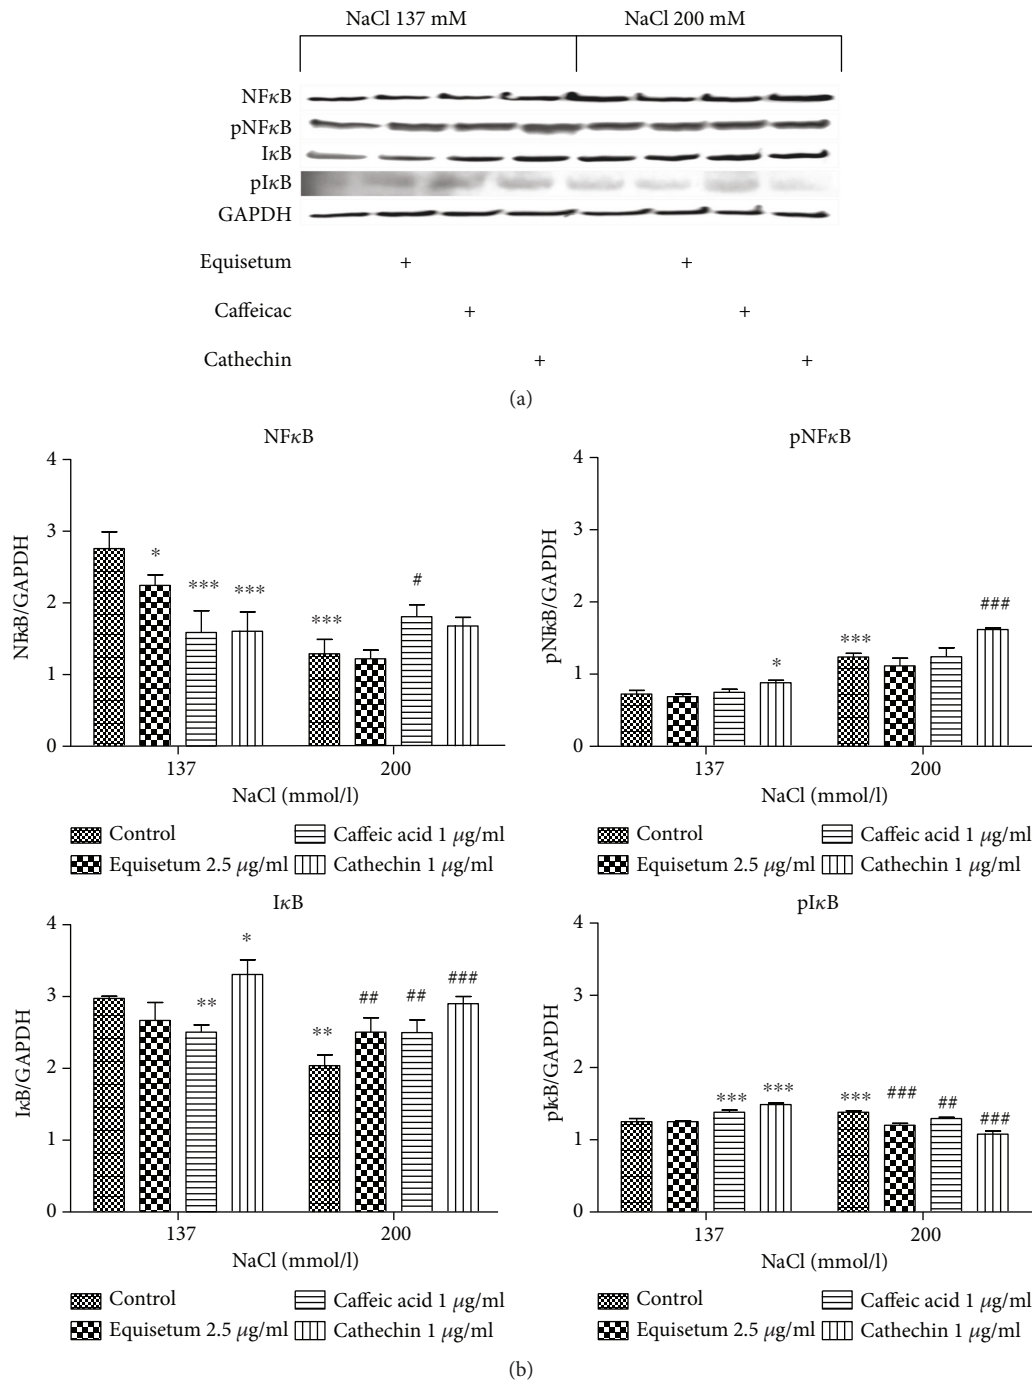 NaCl 137 mM NaCl 200 mM
NFκB
pNFκB
IκB
pIκB
GAPDH
Equisetum + +
Caffeicac + +
Cathechin + +
(a)
NFκB
4
3
2
1
0
NFκB/GAPDH
* *** *** *** #
137 200
NaCl (mmol/l)
Control Caffeic acid 1 μg/ml
Equisetum 2.5 μg/ml Cathechin 1 μg/ml
pNFκB
4
3
2
1
0
pNFκB/GAPDH
* *** ###
137 200
NaCl (mmol/l)
Control Caffeic acid 1 μg/ml
Equisetum 2.5 μg/ml Cathechin 1 μg/ml
IκB
4
3
2
1
0
IκB/GAPDH
** * ** ## ## ###
137 200
NaCl (mmol/l)
Control Caffeic acid 1 μg/ml
Equisetum 2.5 μg/ml Cathechin 1 μg/ml
pIκB
4
3
2
1
0
pIκB/GAPDH
*** *** *** ### ## ###
137 200
NaCl (mmol/l)
Control Caffeic acid 1 μg/ml
Equisetum 2.5 μg/ml Cathechin 1 μg/ml
(b)